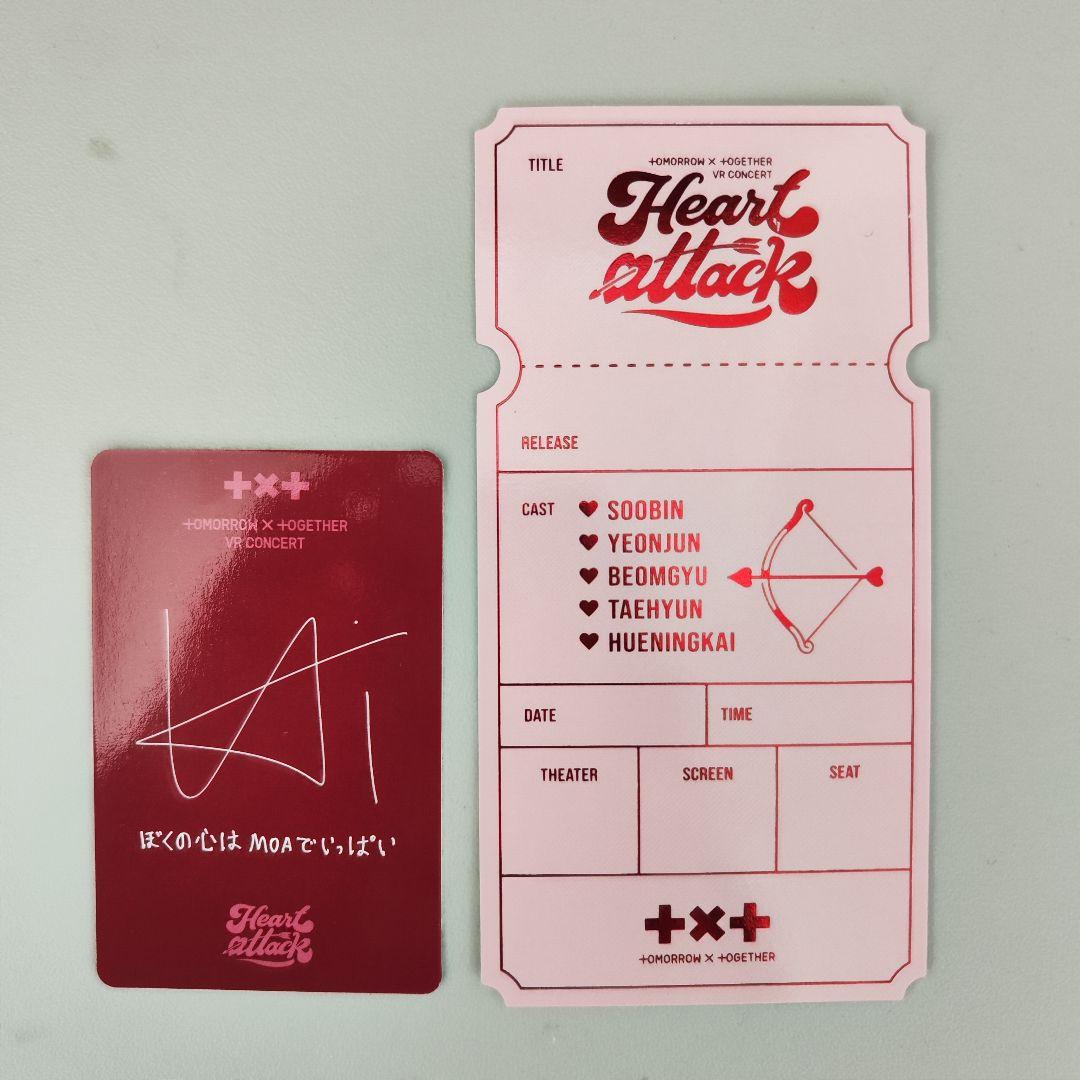 +×+
TOMORROW × TOGETHER
VR CONCERT
KAi
ぼくの心はMOAでいっぱい
Heart
attack
TITLE
TOMORROW × TOGETHER
VR CONCERT
Heart
attack
RELEASE
CAST
SOOBIN
YEONJUN
BEOMGYU
TAEHYUN
HUENINGKAI
DATE
TIME
THEATER
SCREEN
SEAT
+×+
TOMORROW × TOGETHER